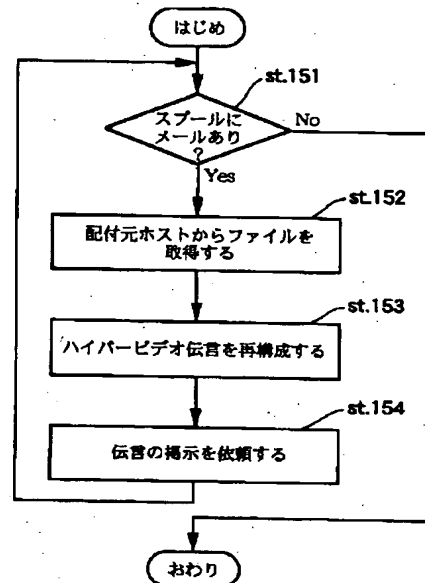 はじめ
st.151
スプールに
メールあり
?
No
Yes
st.152
配付元ホストからファイルを
取得する
st.153
ハイパービデオ伝言を再構成する
st.154
伝言の掲示を依頼する
おわり